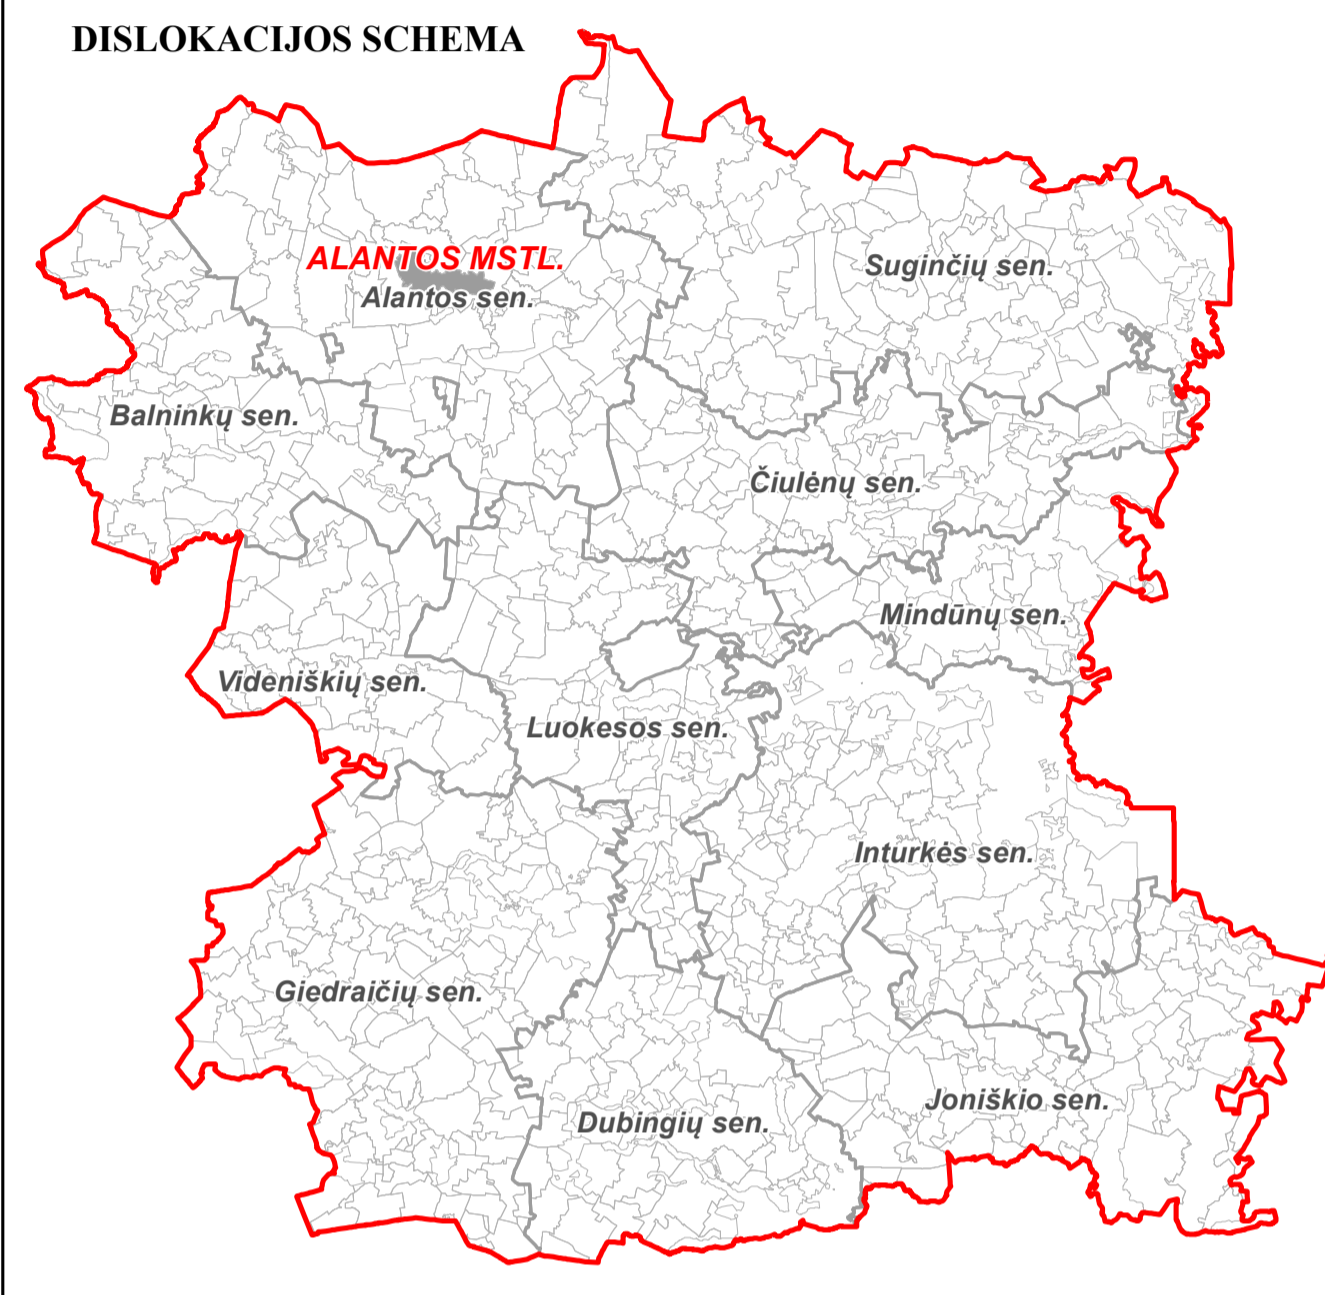 DISLOKACIJOS SCHEMA
ALANTOS MSTL.
Alantos sen.
Suginčių sen.
Balninkų sen.
Čiulėnų sen.
Mindūnų sen.
Videniškių sen.
Luokesos sen.
Inturkės sen.
Giedraičių sen.
Joniškio sen.
Dubingių sen.